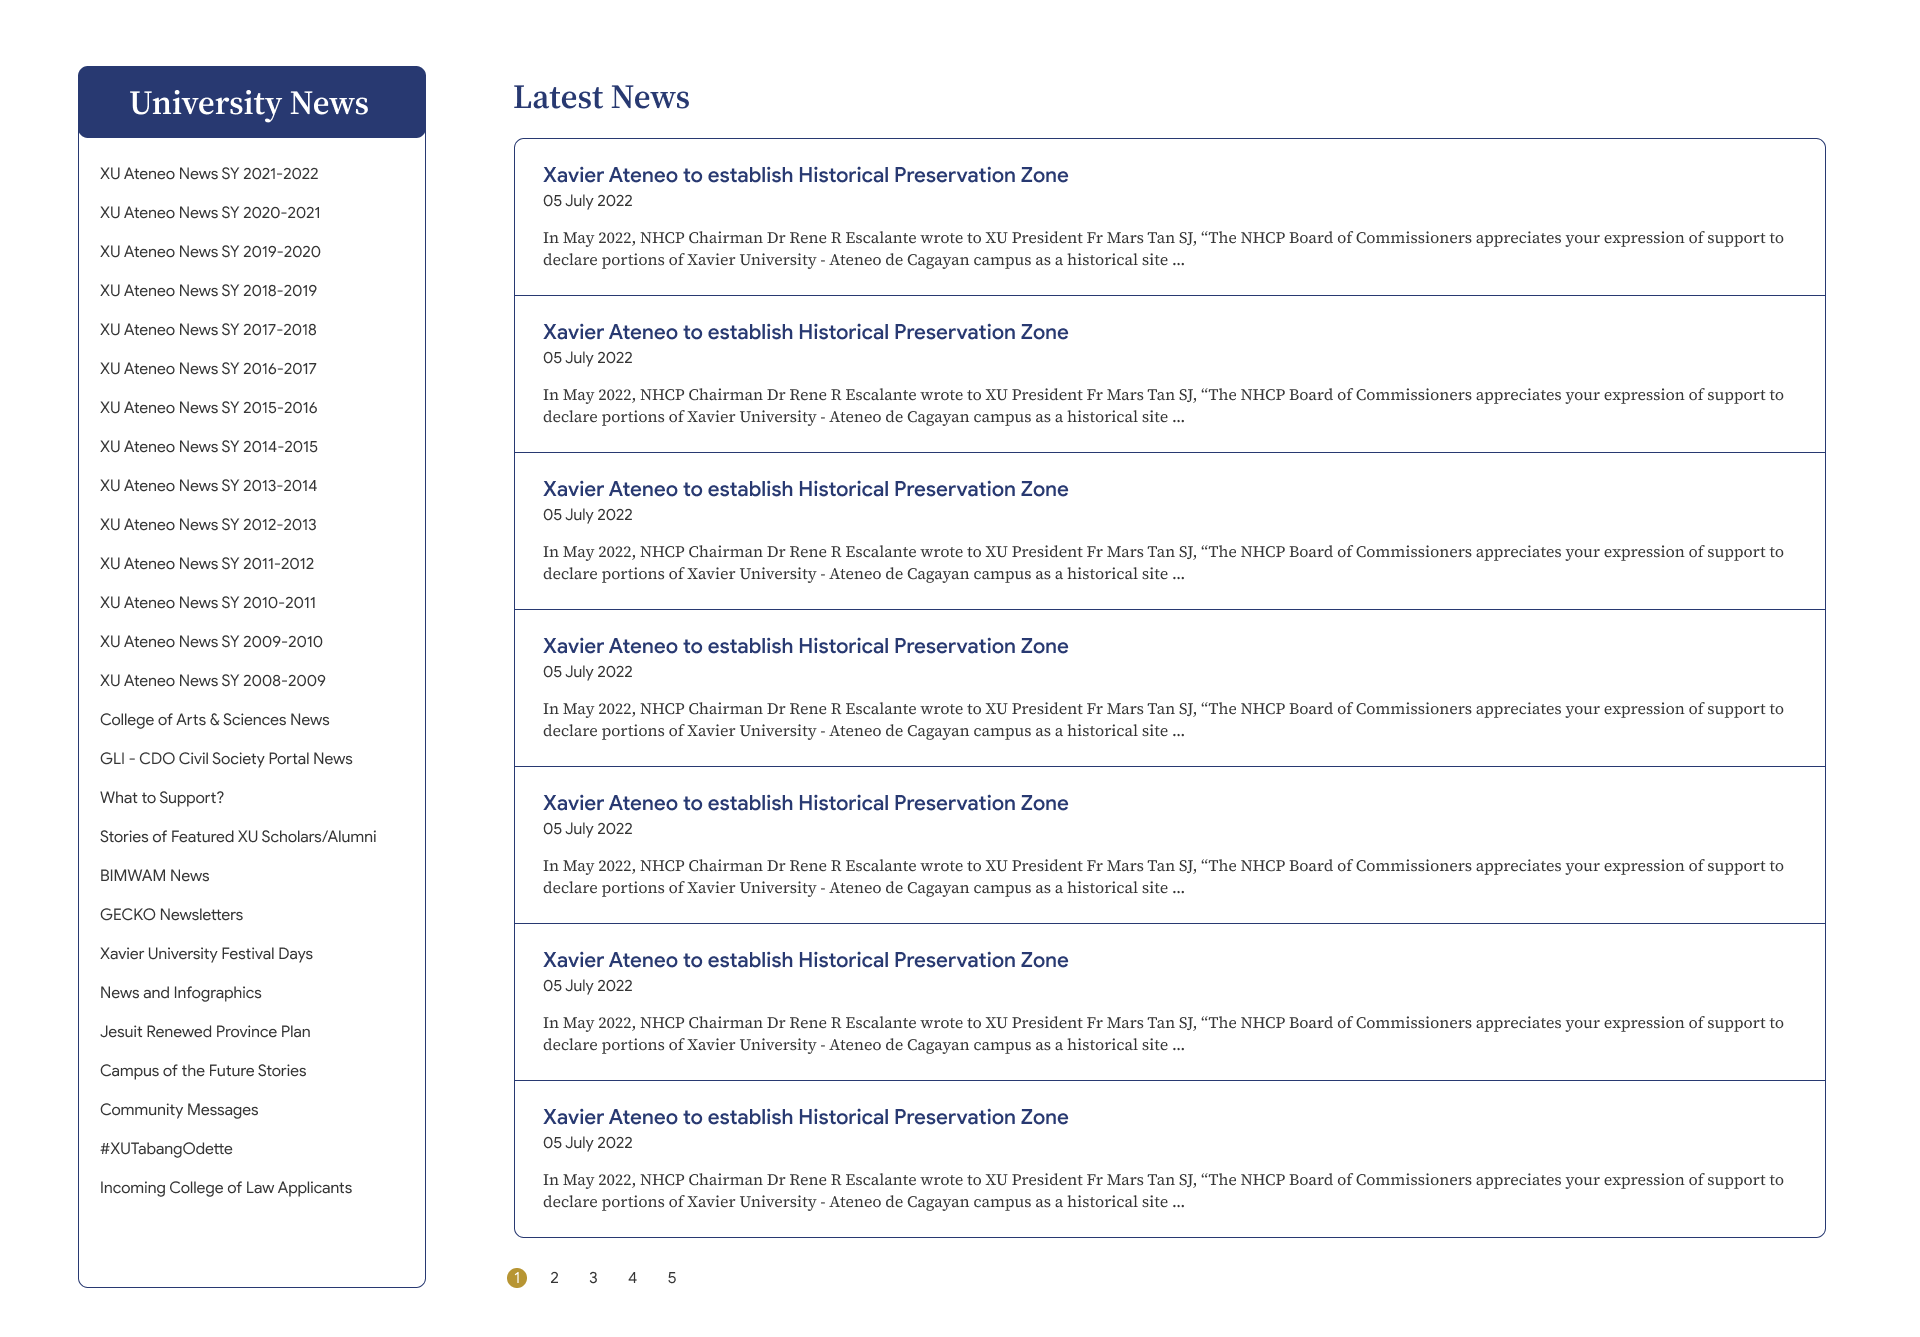 University News
XU Ateneo News SY 2021-2022
XU Ateneo News SY 2020-2021
XU Ateneo News SY 2019-2020
XU Ateneo News SY 2018-2019
XU Ateneo News SY 2017-2018
XU Ateneo News SY 2016-2017
XU Ateneo News SY 2015-2016
XU Ateneo News SY 2014-2015
XU Ateneo News SY 2013-2014
XU Ateneo News SY 2012-2013
XU Ateneo News SY 2011-2012
XU Ateneo News SY 2010-2011
XU Ateneo News SY 2009-2010
XU Ateneo News SY 2008-2009
College of Arts & Sciences News
GLI - CDO Civil Society Portal News
What to Support?
Stories of Featured XU Scholars/Alumni
BIMWAM News
GECKO Newsletters
Xavier University Festival Days
News and Infographics
Jesuit Renewed Province Plan
Campus of the Future Stories
Community Messages
#XUTabangOdette
Incoming College of Law Applicants
Latest News
Xavier Ateneo to establish Historical Preservation Zone
05 July 2022
In May 2022, NHCP Chairman Dr Rene R Escalante wrote to XU President Fr Mars Tan SJ, “The NHCP Board of Commissioners appreciates your expression of support to
declare portions of Xavier University - Ateneo de Cagayan campus as a historical site ...
Xavier Ateneo to establish Historical Preservation Zone
05 July 2022
In May 2022, NHCP Chairman Dr Rene R Escalante wrote to XU President Fr Mars Tan SJ, “The NHCP Board of Commissioners appreciates your expression of support to
declare portions of Xavier University - Ateneo de Cagayan campus as a historical site ...
Xavier Ateneo to establish Historical Preservation Zone
05 July 2022
In May 2022, NHCP Chairman Dr Rene R Escalante wrote to XU President Fr Mars Tan SJ, “The NHCP Board of Commissioners appreciates your expression of support to
declare portions of Xavier University - Ateneo de Cagayan campus as a historical site ...
Xavier Ateneo to establish Historical Preservation Zone
05 July 2022
In May 2022, NHCP Chairman Dr Rene R Escalante wrote to XU President Fr Mars Tan SJ, “The NHCP Board of Commissioners appreciates your expression of support to
declare portions of Xavier University - Ateneo de Cagayan campus as a historical site ...
Xavier Ateneo to establish Historical Preservation Zone
05 July 2022
In May 2022, NHCP Chairman Dr Rene R Escalante wrote to XU President Fr Mars Tan SJ, “The NHCP Board of Commissioners appreciates your expression of support to
declare portions of Xavier University - Ateneo de Cagayan campus as a historical site ...
Xavier Ateneo to establish Historical Preservation Zone
05 July 2022
In May 2022, NHCP Chairman Dr Rene R Escalante wrote to XU President Fr Mars Tan SJ, “The NHCP Board of Commissioners appreciates your expression of support to
declare portions of Xavier University - Ateneo de Cagayan campus as a historical site ...
Xavier Ateneo to establish Historical Preservation Zone
05 July 2022
In May 2022, NHCP Chairman Dr Rene R Escalante wrote to XU President Fr Mars Tan SJ, “The NHCP Board of Commissioners appreciates your expression of support to
declare portions of Xavier University - Ateneo de Cagayan campus as a historical site ...
1 2 3 4 5